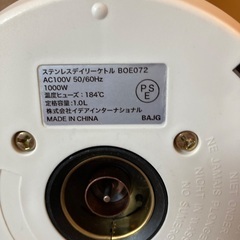 ステンレスデイリーケトル BOE072
AC100V 50/60Hz
1000W
温度ヒューズ：184℃
定格容量：1.0L
株式会社イデアインターナショナル
MADE IN CHINA
BAJG
PSE